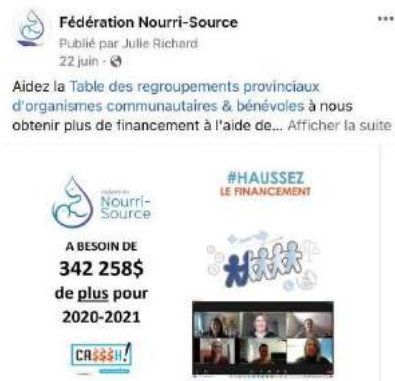 Fédération Nourri-Source
Publié par Julie Richard
22 juin
Aidez la Table des regroupements provinciaux
d'organismes communautaires & bénévoles à nous
obtenir plus de financement à l'aide de... Afficher la suite
Nourri-
Source
A BESOIN DE
342 258$
de plus pour
2020-2021
CA$$$H!
#HAUSSEZ
LE FINANCEMENT